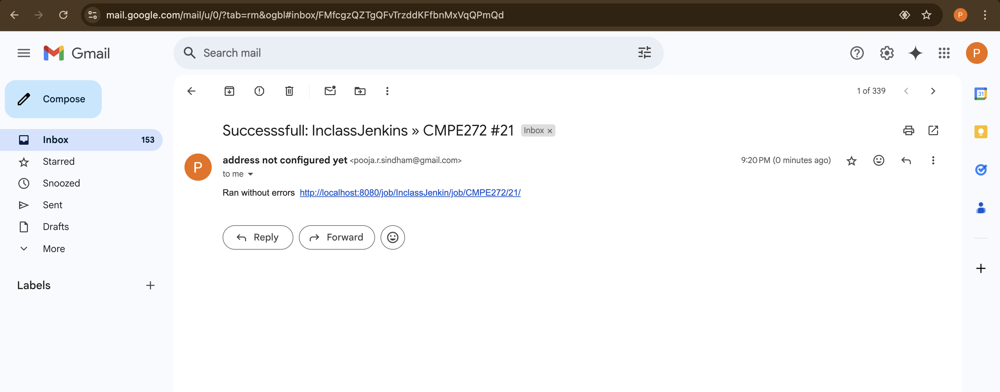 mail.google.com/mail/u/0/?tab=rm&ogbl#inbox/FMfcgzQZTgQFvTrzddKFfbnMxVqQPmQd
P
Gmail
Search mail
P
Compose
1 of 339
31
Successsfull: InclassJenkins » CMPE272 #21
Inbox ×
Inbox
153
P
address not configured yet <pooja.r.sindham@gmail.com>
9:20 PM (0 minutes ago)
to me
Starred
Snoozed
Ran without errors http://localhost:8080/job/InclassJenkin/job/CMPE272/21/
Sent
Drafts
Reply
Forward
More
Labels